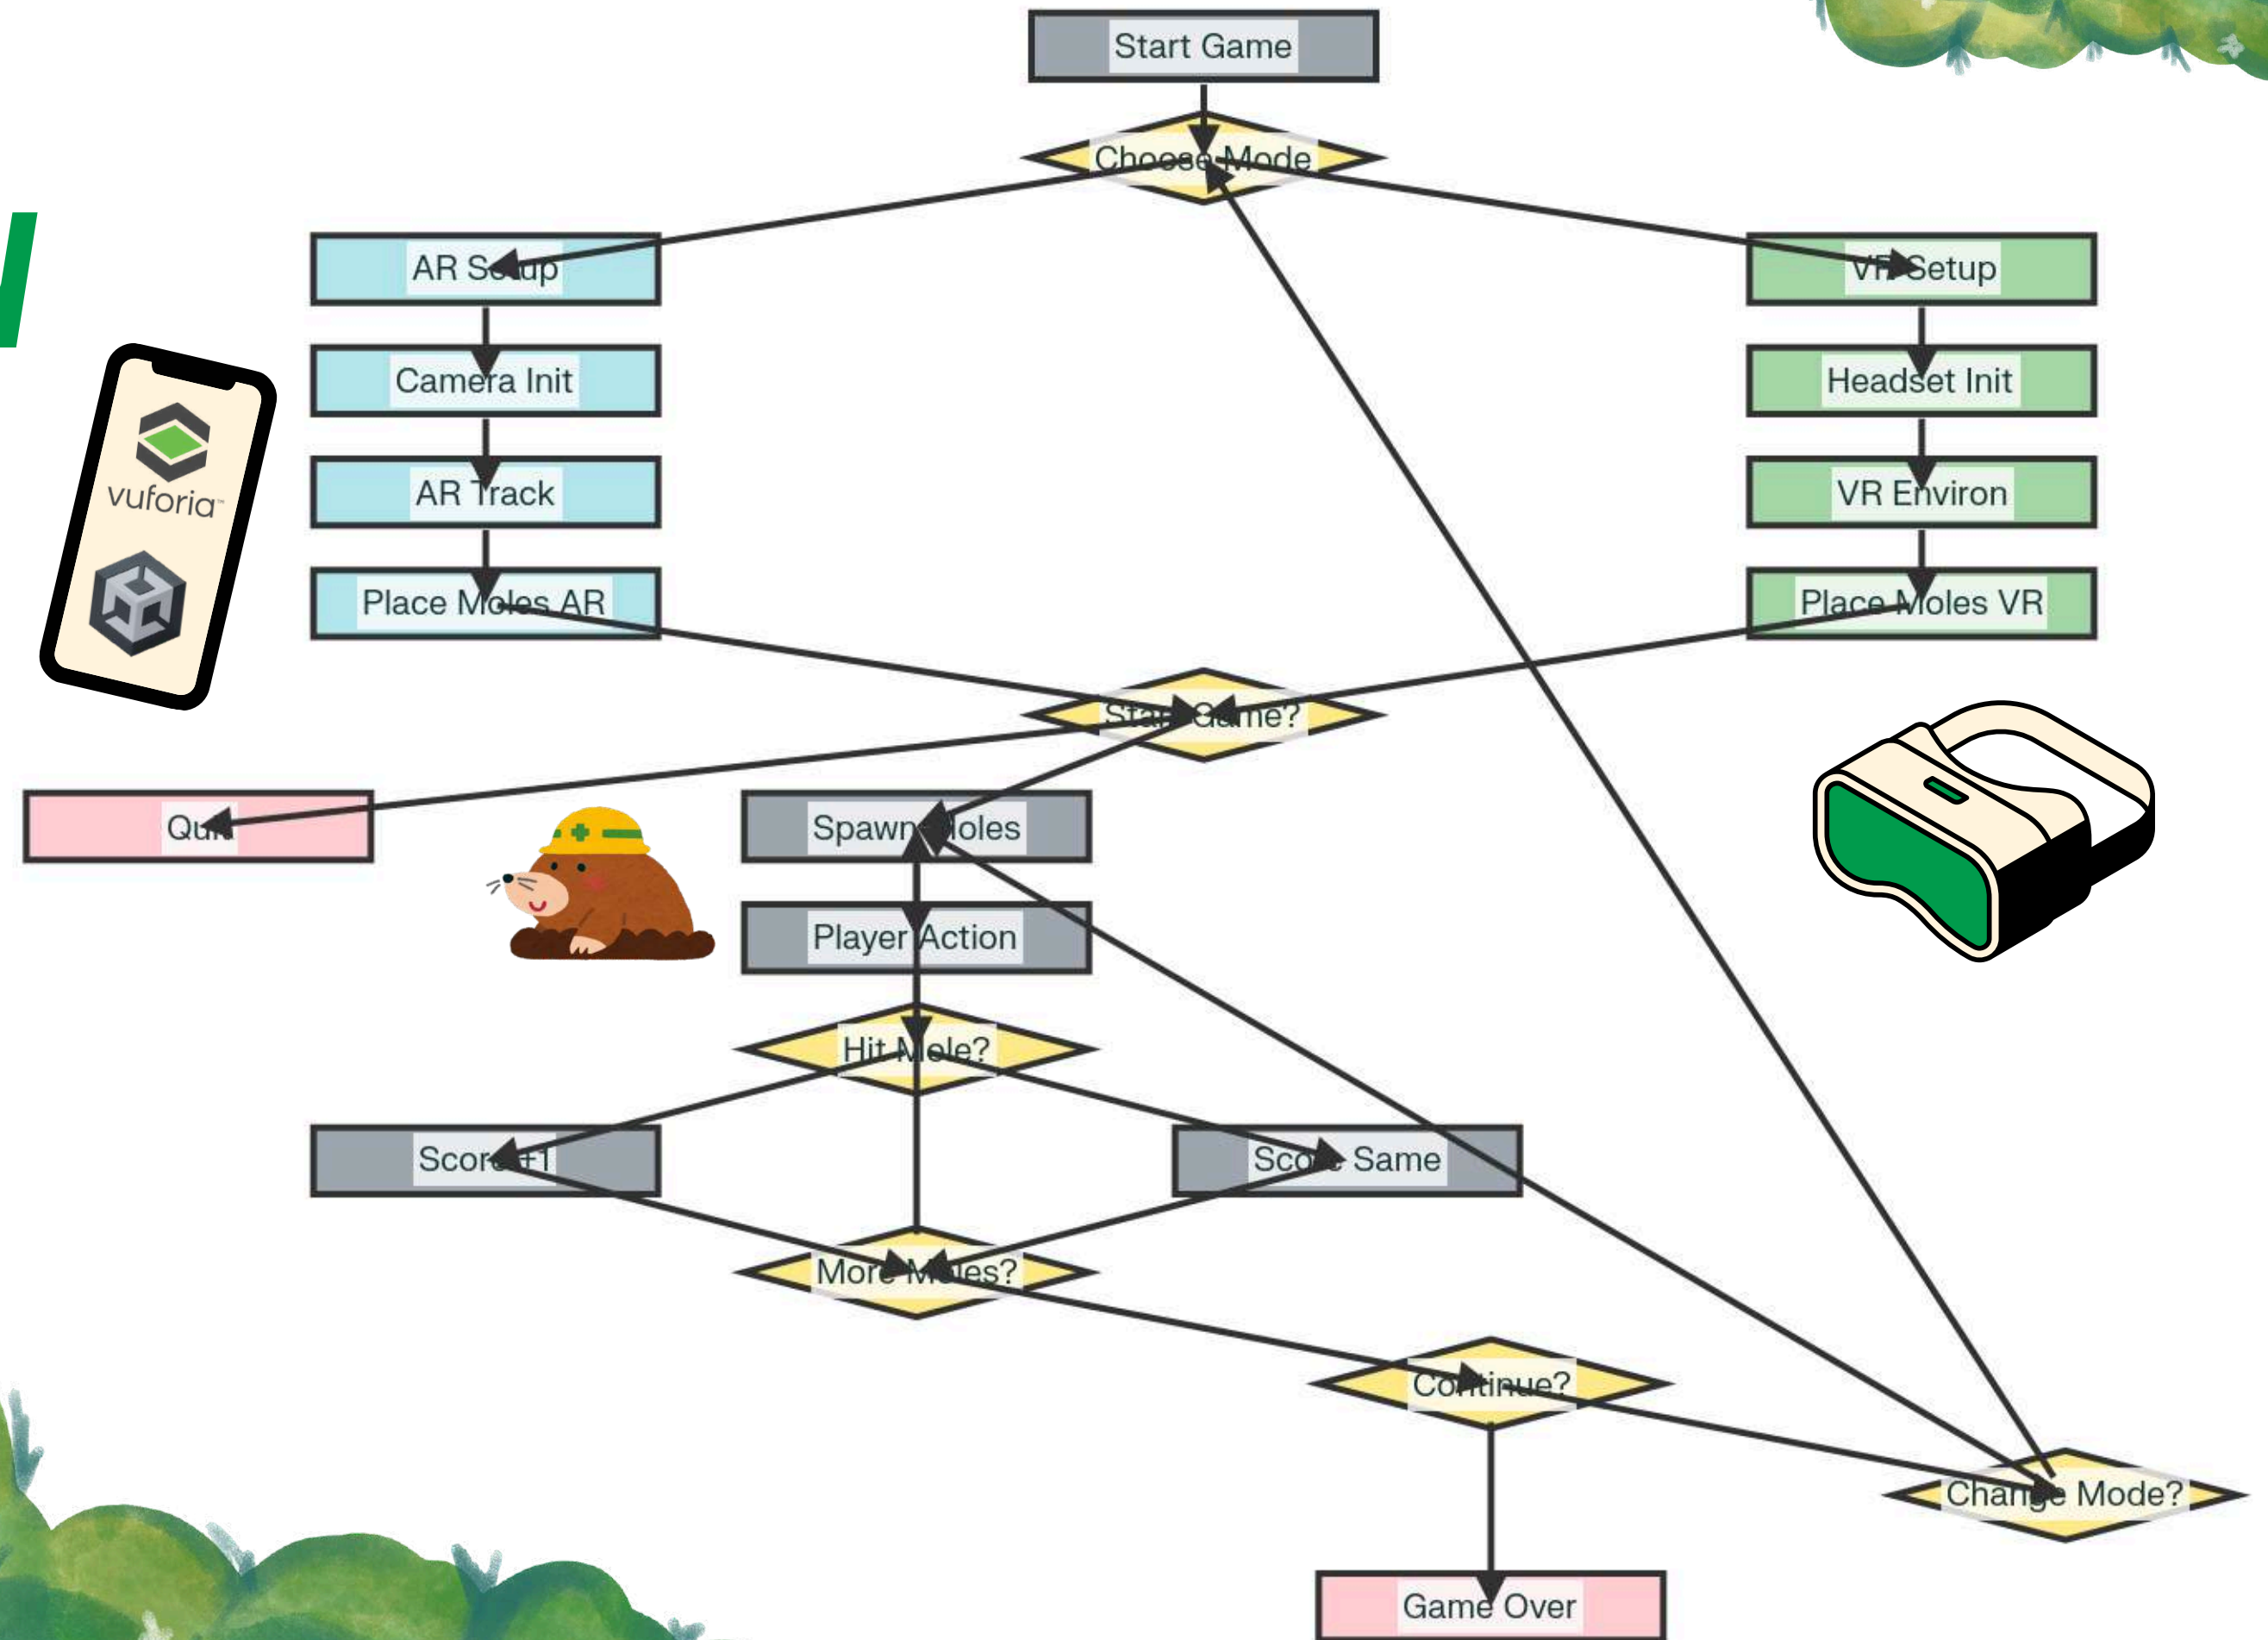 Start Game
Choose Mode
AR Setup
VR Setup
Camera Init
Headset Init
AR Track
VR Environ
Place Moles AR
Place Moles VR
vuforia™
Start Game?
Quit
Spawn Moles
Player Action
Hit Mole?
Score +1
Score Same
More Moles?
Continue?
Change Mode?
Game Over